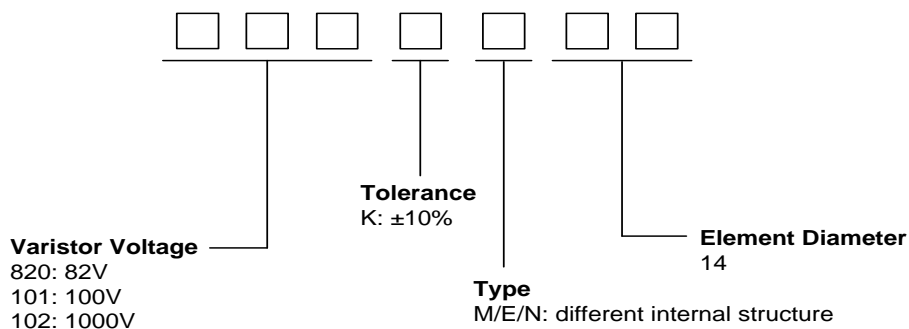 Tolerance
K: ±10%
Varistor Voltage
820: 82V
101: 100V
102: 1000V
Element Diameter
14
Type
M/E/N: different internal structure